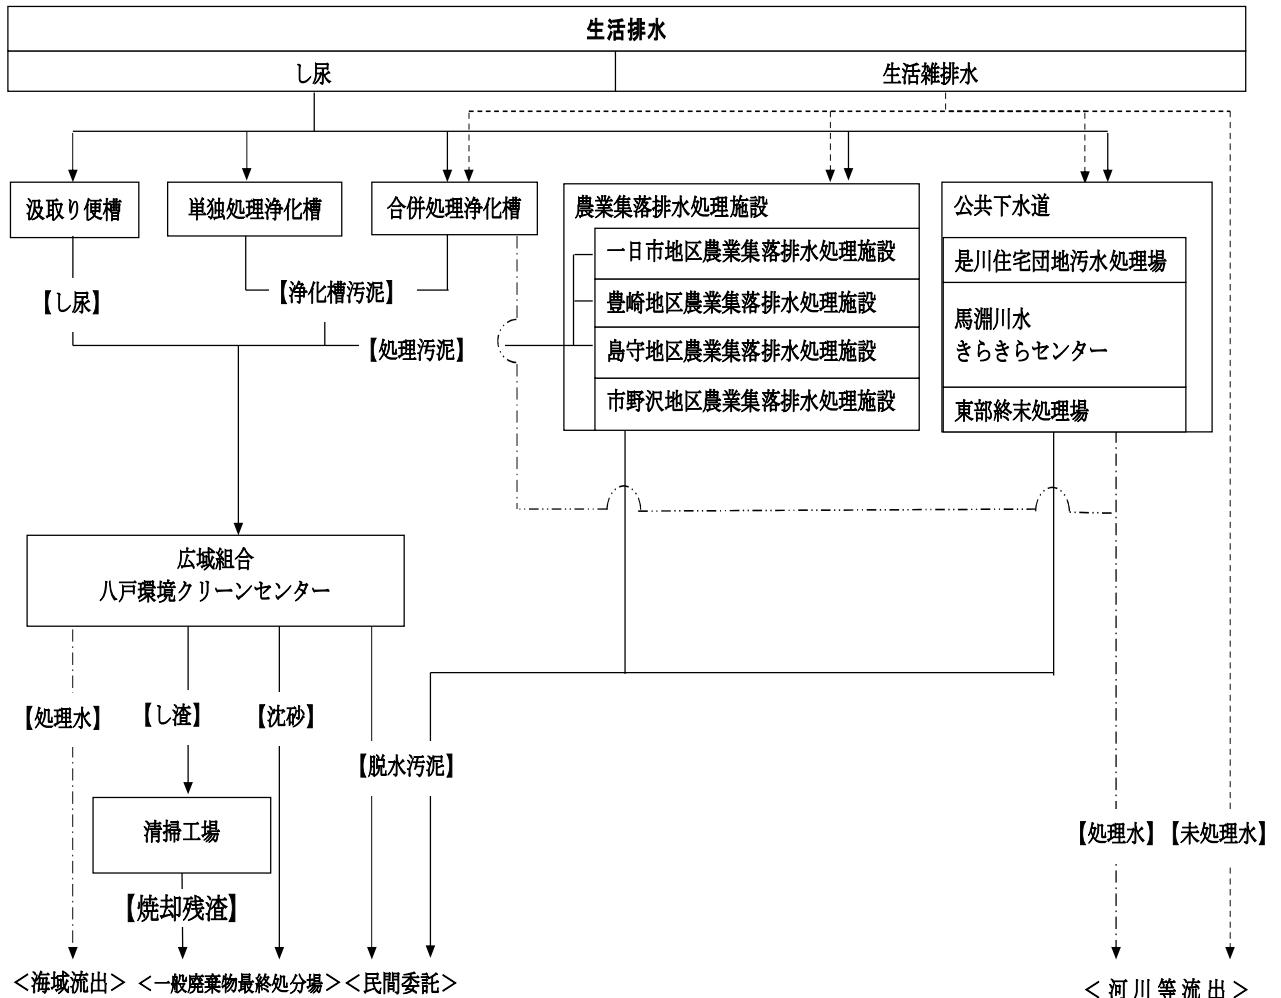 生活排水
し尿
生活雑排水
汲取り便槽
単独処理浄化槽
合併処理浄化槽
農業集落排水処理施設
一日市地区農業集落排水処理施設
豊崎地区農業集落排水処理施設
島守地区農業集落排水処理施設
市野沢地区農業集落排水処理施設
公共下水道
是川住宅団地汚水処理場
馬淵川水
きらきらセンター
東部終末処理場
【し尿】
【浄化槽汚泥】
【処理汚泥】
広域組合
八戸環境クリーンセンター
【処理水】
【し渣】
【沈砂】
【脱水汚泥】
清掃工場
【焼却残渣】
【処理水】
【未処理水】
＜海域流出＞
＜一般廃棄物最終処分場＞
＜民間委託＞
＜河川等流出＞